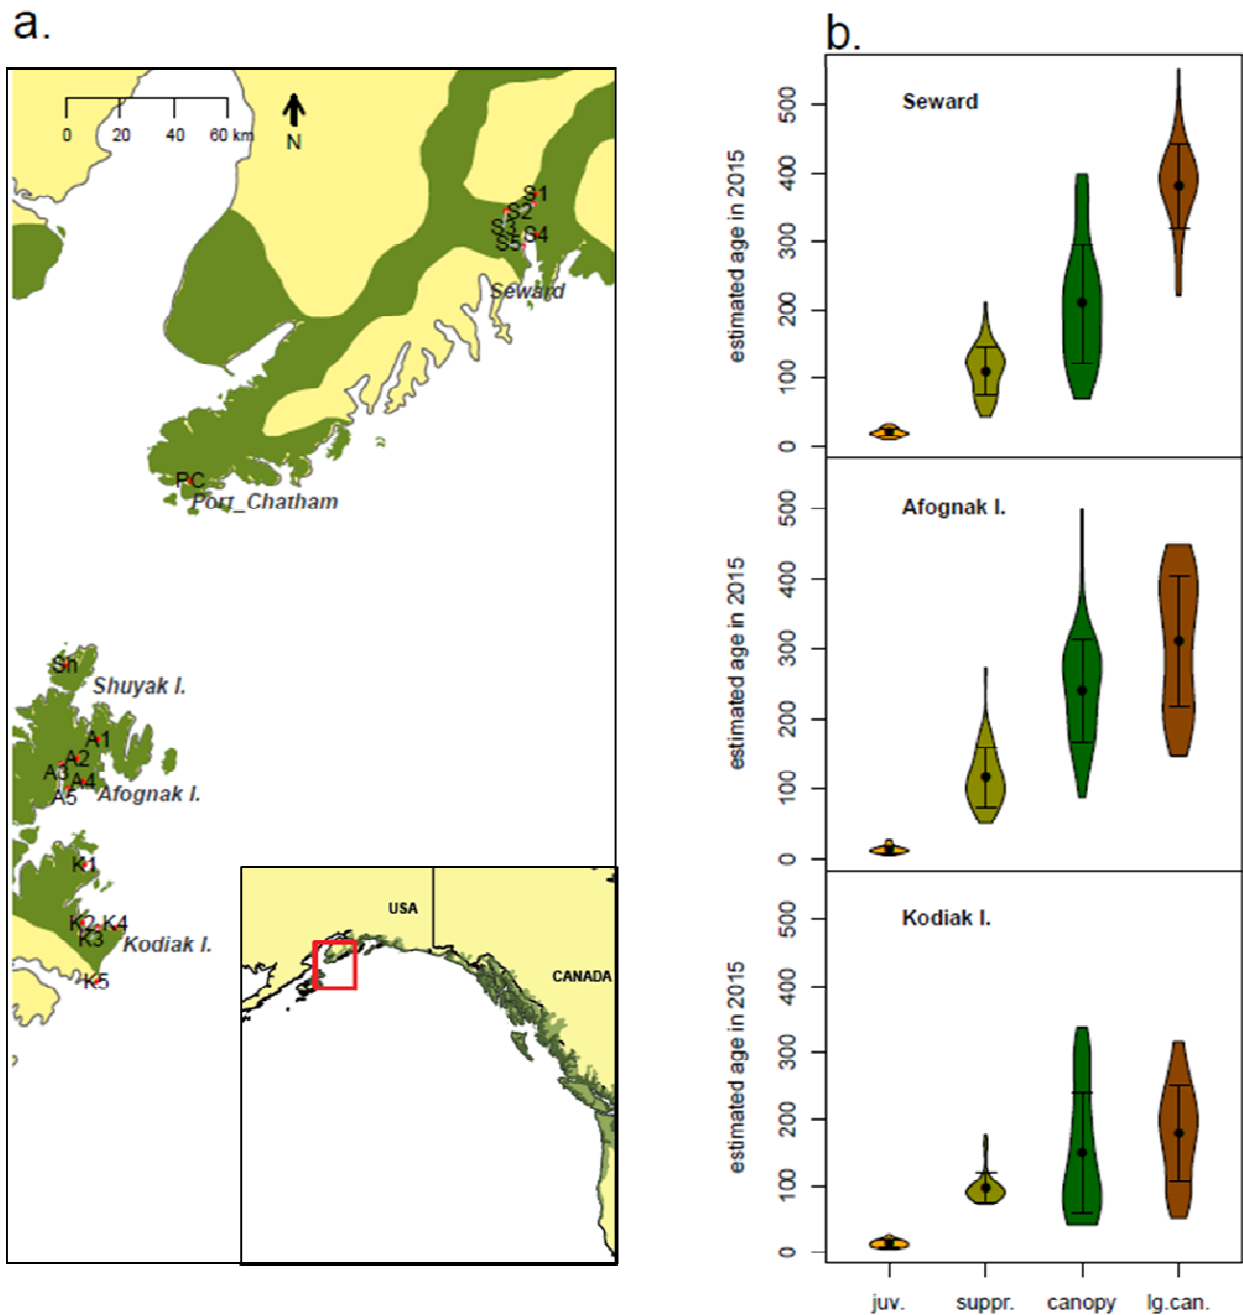 a.
0 20 40 60 km
N
S1
S2
S3
S4
S5
Seward
PC
Port_Chatham
Sh
Shuyak I.
A1
A2
A3
A4
A5
Afognak I.
K1
K2
K4
K3
Kodiak I.
K5
USA
CANADA
b.
Seward
estimated age in 2015
500
400
300
200
100
0
Afognak I.
estimated age in 2015
500
400
300
200
100
0
Kodiak I.
estimated age in 2015
500
400
300
200
100
0
juv. suppr. canopy lg.can.